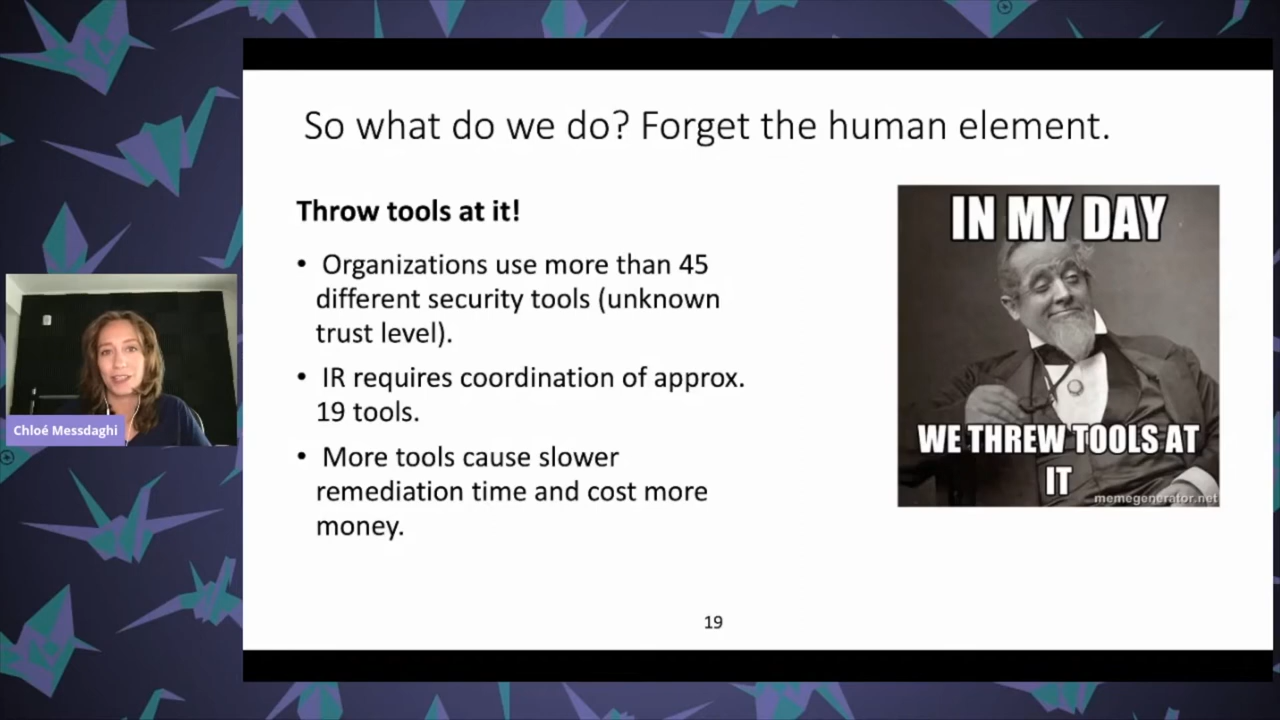 So what do we do? Forget the human element.
Throw tools at it!
• Organizations use more than 45
different security tools (unknown
trust level).
• IR requires coordination of approx.
19 tools.
• More tools cause slower
remediation time and cost more
money.
IN MY DAY
WE THREW TOOLS AT
IT
memegenerator.net
Chloé Messdaghi
19